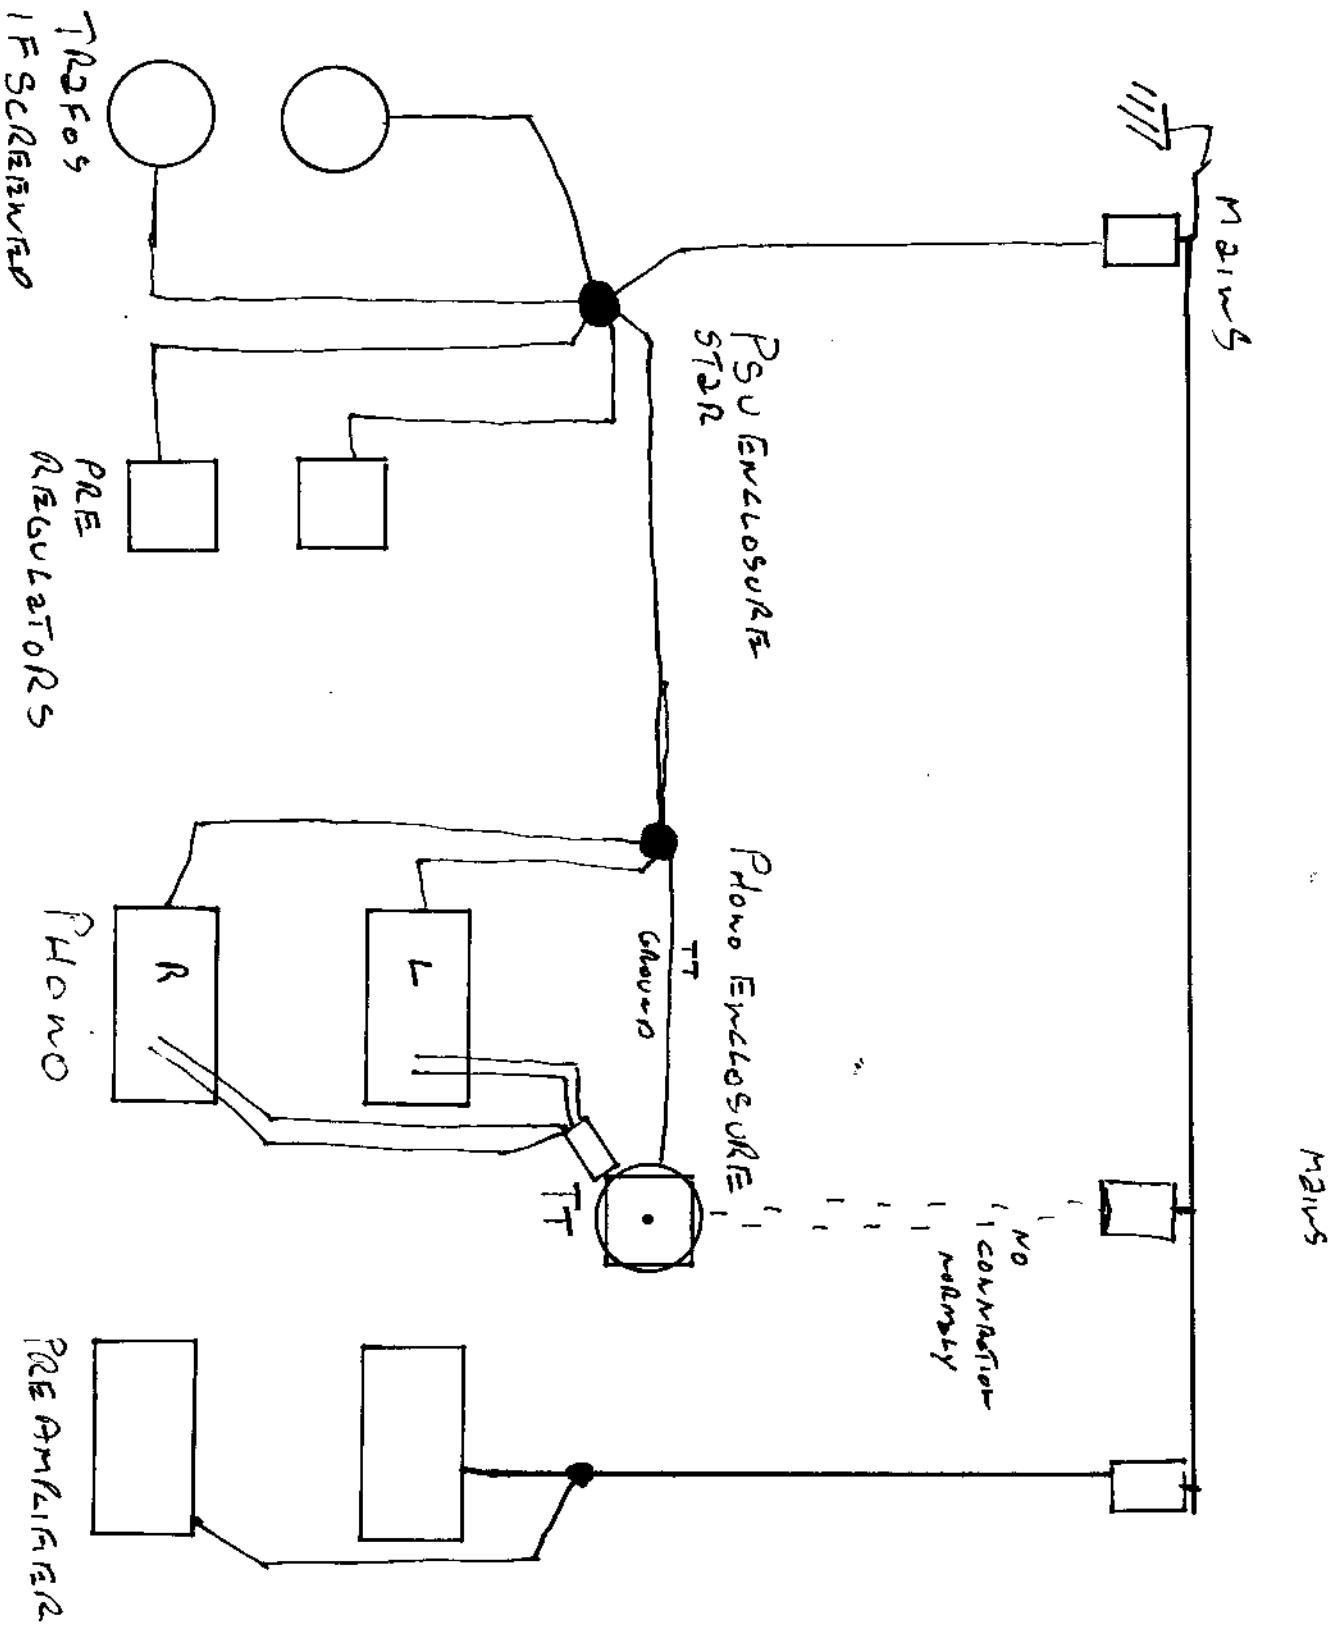 MaiNS
MaiNS
NO
CONNECTION
NORMaLY
PSU ENCLOSURE
STaR
PHoNo ENCLOSURE
TT
GROUND
TT
L
R
TRaFoS
IF SCREENED
PRE
REGULaTORS
PHoNO
PREAMPLIFIER